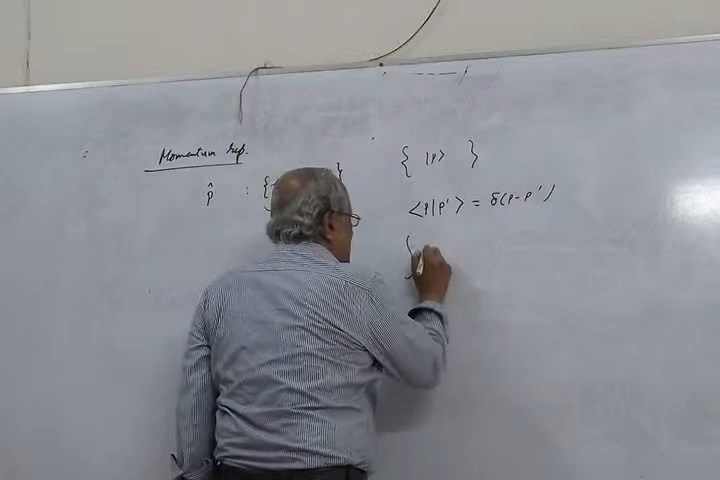 Momentum rep.
p̂ : { }
{ |p> }
<p|p'> = δ(p-p')
∫